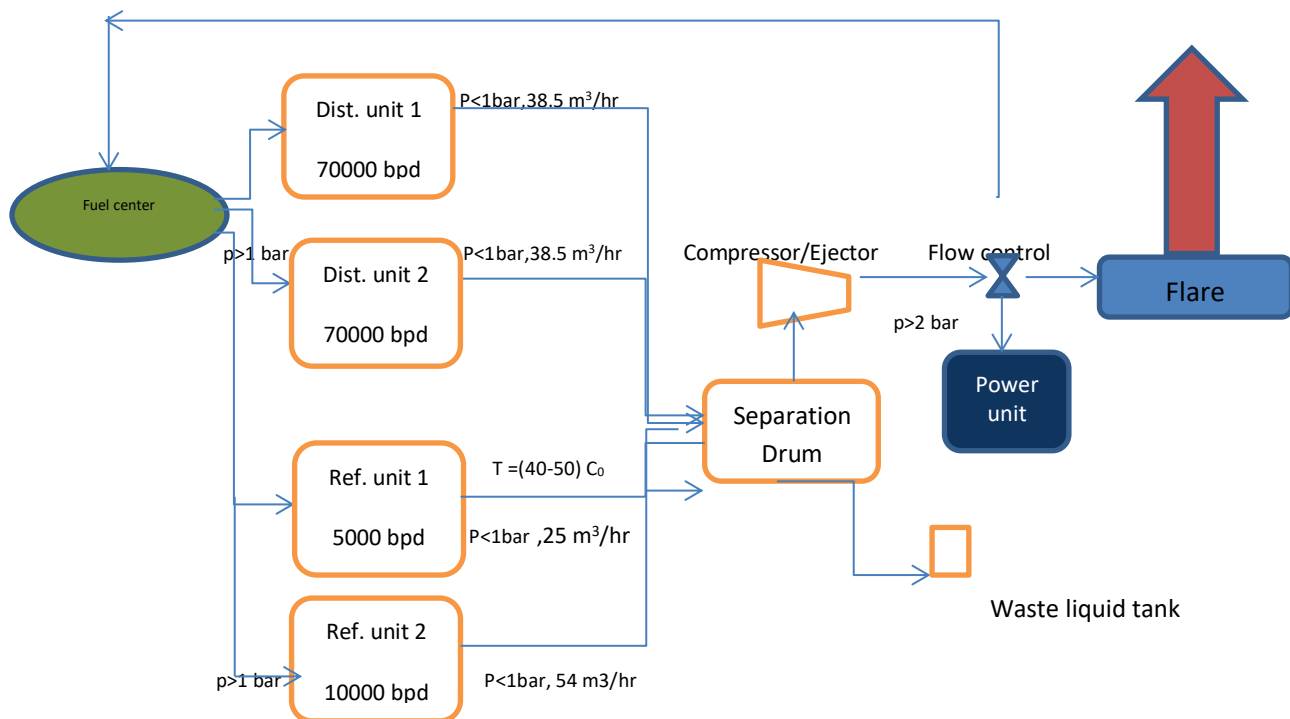 Dist. unit 1
70000 bpd
P<1bar,38.5 m³/hr
Fuel center
p>1 bar
Dist. unit 2
70000 bpd
P<1bar,38.5 m³/hr
Compressor/Ejector
Flow control
Flare
p>2 bar
Power
unit
Separation
Drum
Ref. unit 1
5000 bpd
T =(40-50) C₀
P<1bar ,25 m³/hr
Waste liquid tank
Ref. unit 2
10000 bpd
p>1 bar
P<1bar, 54 m3/hr